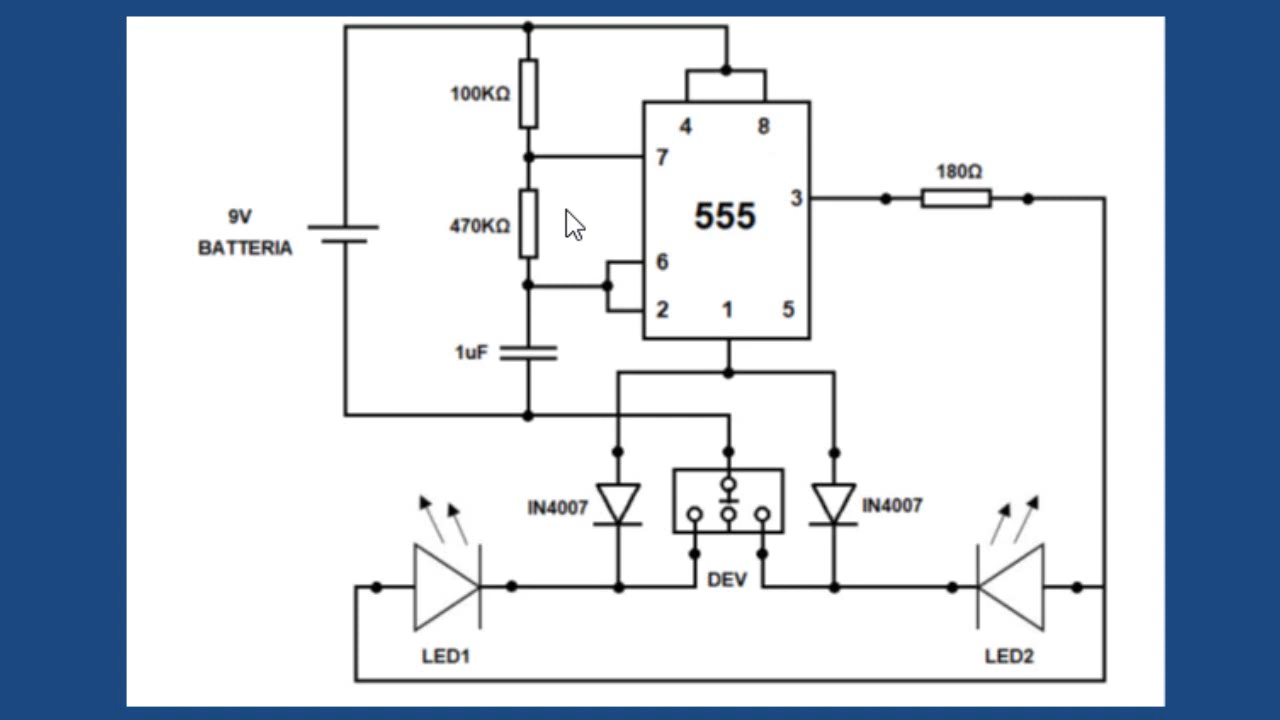 100KΩ
4
8
7
180Ω
3
9V
BATTERIA
470KΩ
555
6
2
1
5
1uF
IN4007
IN4007
DEV
LED1
LED2